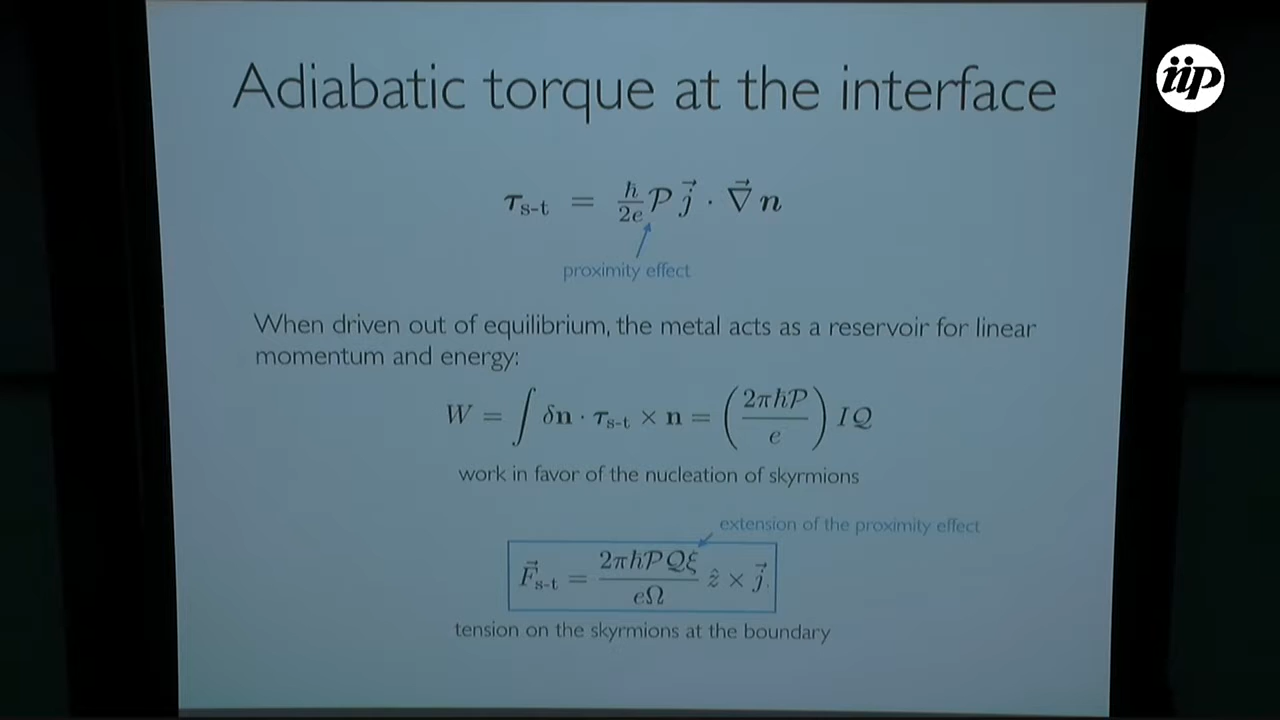 Adiabatic torque at the interface
iip
τ_s-t = ħ/2e 𝒫 j⃗ · ∇⃗ n
proximity effect
When driven out of equilibrium, the metal acts as a reservoir for linear
momentum and energy:
W = ∫ δn · τ_s-t × n = (2πħ𝒫/e) I𝒬
work in favor of the nucleation of skyrmions
extension of the proximity effect
F⃗_s-t = 2πħ𝒫𝒬ξ/eΩ ẑ × j⃗.
tension on the skyrmions at the boundary